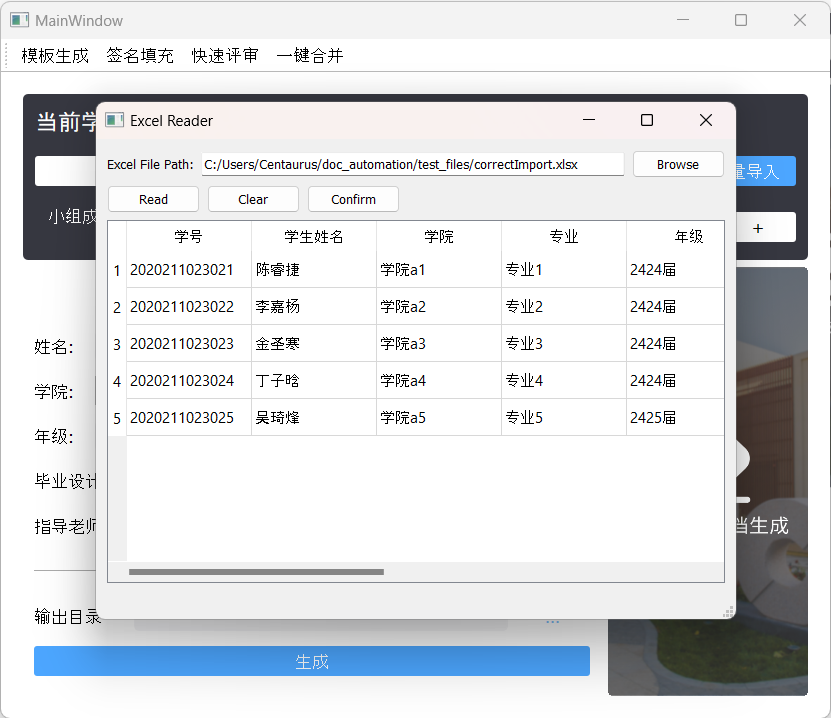 MainWindow
模板生成 签名填充 快速评审 一键合并
当前学
Excel Reader
Excel File Path: C:/Users/Centaurus/doc_automation/test_files/correctImport.xlsx Browse
量导入
Read Clear Confirm
小组成
+
学号 学生姓名 学院 专业 年级
1 2020211023021 陈睿捷 学院a1 专业1 2424届
2 2020211023022 李嘉杨 学院a2 专业2 2424届
3 2020211023023 金圣寒 学院a3 专业3 2424届
4 2020211023024 丁子晗 学院a4 专业4 2424届
5 2020211023025 吴琦烽 学院a5 专业5 2425届
姓名:
学院:
年级:
毕业设计
指导老师
档生成
输出目录
...
生成